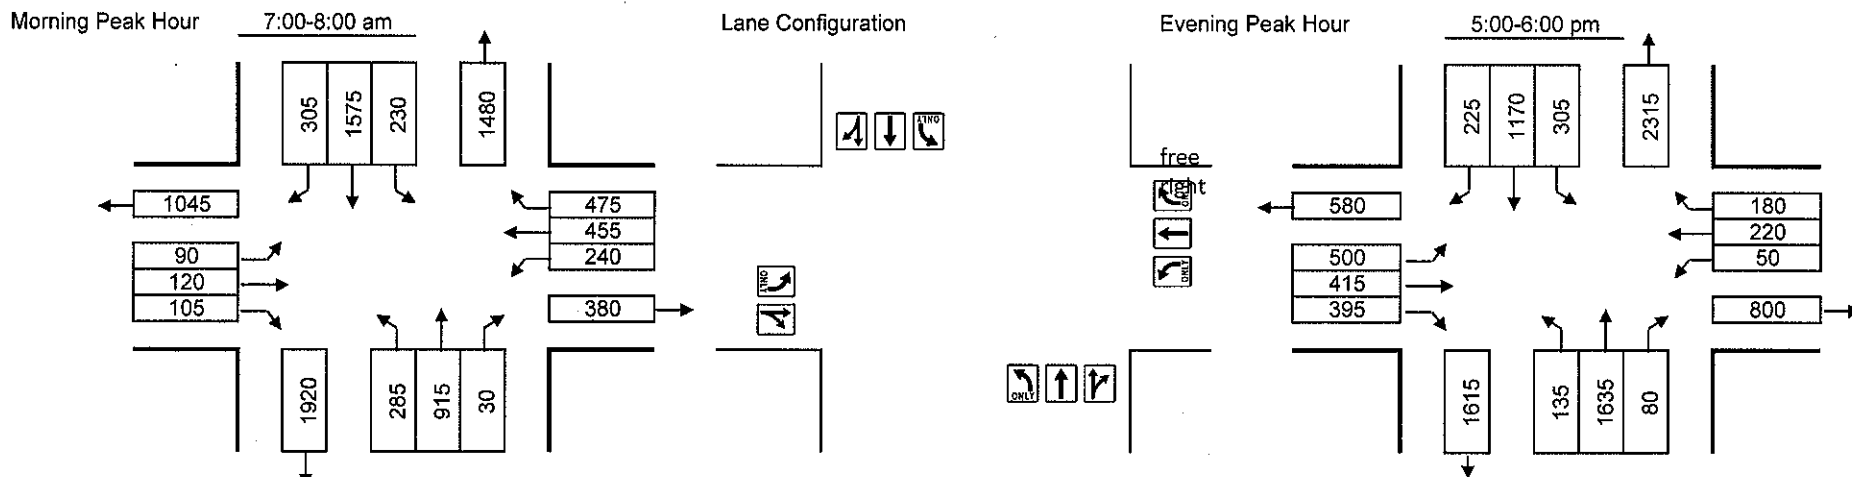 Morning Peak Hour 7:00-8:00 am Lane Configuration Evening Peak Hour 5:00-6:00 pm
305 1575 230 1480
ONLY
225 1170 305 2315
free
right
1045
475
455
240
90
120
105
380
ONLY
ONLY
ONLY
580
180
220
50
500
415
395
800
1920
285 915 30
ONLY
1615
135 1635 80